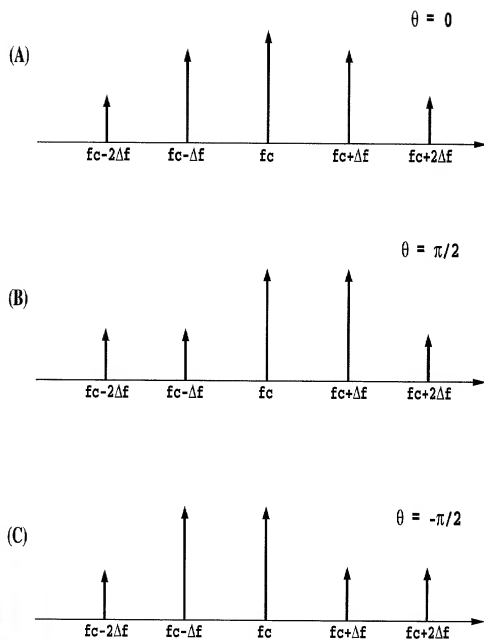 θ = 0
(A)
fc-2Δf fc-Δf fc fc+Δf fc+2Δf
θ = π/2
(B)
fc-2Δf fc-Δf fc fc+Δf fc+2Δf
θ = -π/2
(C)
fc-2Δf fc-Δf fc fc+Δf fc+2Δf